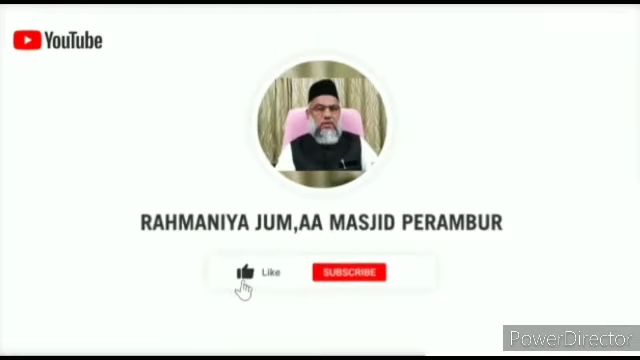 YouTube
RAHMANIYA JUM,AA MASJID PERAMBUR
Like
SUBSCRIBE
PowerDirector